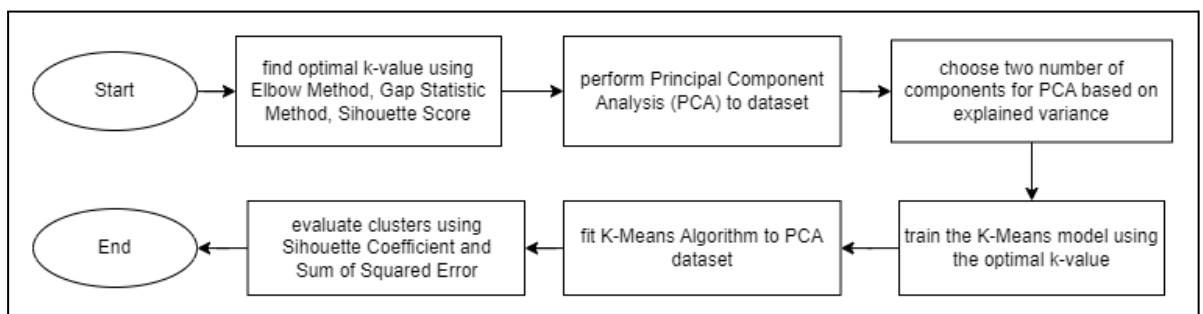 Start
find optimal k-value using
Elbow Method, Gap Statistic
Method, Sihouette Score
perform Principal Component
Analysis (PCA) to dataset
choose two number of
components for PCA based on
explained variance
train the K-Means model using
the optimal k-value
fit K-Means Algorithm to PCA
dataset
evaluate clusters using
Sihouette Coefficient and
Sum of Squared Error
End